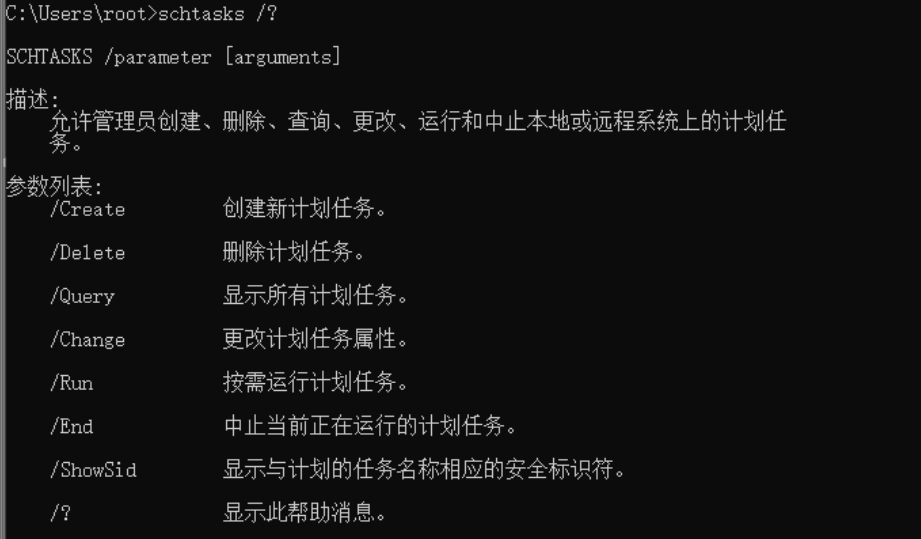 C:\Users\root>schtasks /?
SCHTASKS /parameter [arguments]
描述:
允许管理员创建、删除、查询、更改、运行和中止本地或远程系统上的计划任
务。
参数列表:
/Create 创建新计划任务。
/Delete 删除计划任务。
/Query 显示所有计划任务。
/Change 更改计划任务属性。
/Run 按需运行计划任务。
/End 中止当前正在运行的计划任务。
/ShowSid 显示与计划的任务名称相应的安全标识符。
/? 显示此帮助消息。